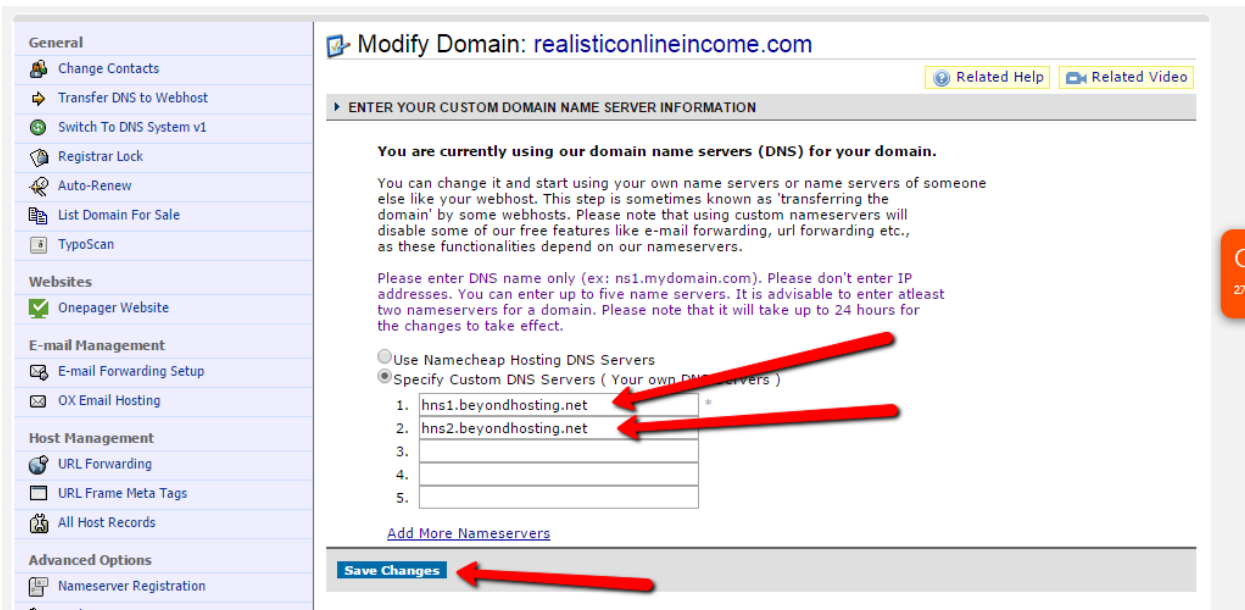 General
Change Contacts
Transfer DNS to Webhost
Switch To DNS System v1
Registrar Lock
Auto-Renew
List Domain For Sale
TypoScan
Websites
Onepager Website
E-mail Management
E-mail Forwarding Setup
OX Email Hosting
Host Management
URL Forwarding
URL Frame Meta Tags
All Host Records
Advanced Options
Nameserver Registration
Modify Domain: realisticonlineincome.com
Related Help
Related Video
ENTER YOUR CUSTOM DOMAIN NAME SERVER INFORMATION
You are currently using our domain name servers (DNS) for your domain.
You can change it and start using your own name servers or name servers of someone
else like your webhost. This step is sometimes known as 'transferring the
domain' by some webhosts. Please note that using custom nameservers will
disable some of our free features like e-mail forwarding, url forwarding etc.,
as these functionalities depend on our nameservers.
Please enter DNS name only (ex: ns1.mydomain.com). Please don't enter IP
addresses. You can enter up to five name servers. It is advisable to enter atleast
two nameservers for a domain. Please note that it will take up to 24 hours for
the changes to take effect.
Use Namecheap Hosting DNS Servers
Specify Custom DNS Servers ( Your own DNS Servers )
1. hns1.beyondhosting.net *
2. hns2.beyondhosting.net
3.
4.
5.
Add More Nameservers
Save Changes
27